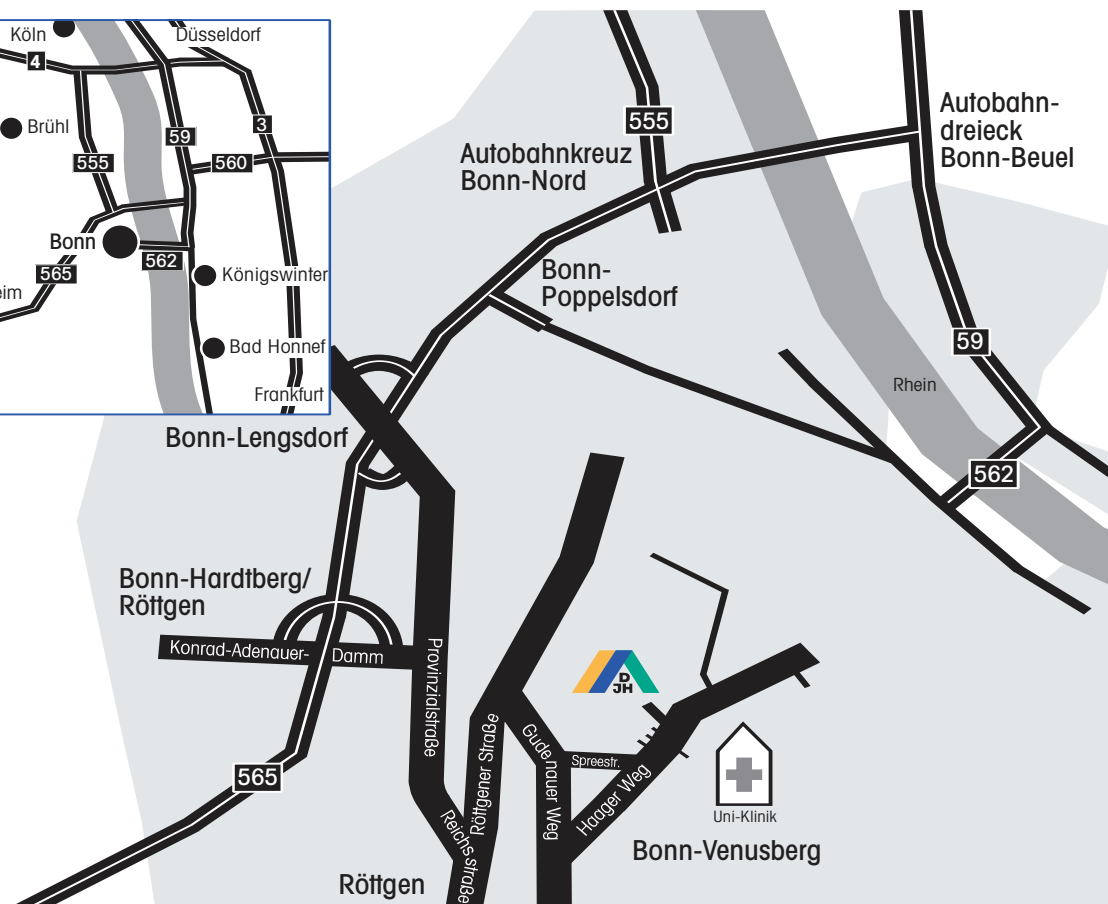 Köln
Düsseldorf
4
Brühl
59
3
555
560
Bonn
562
565
Königswinter
eim
Bad Honnef
Frankfurt
555
Autobahnkreuz
Bonn-Nord
Autobahn-
dreieck
Bonn-Beuel
Bonn-
Poppelsdorf
59
Rhein
Bonn-Lengsdorf
562
Bonn-Hardtberg/
Röttgen
Konrad-Adenauer-Damm
Provinzialstraße
D
JH
Röttgener Straße
Gudenauer Weg
Spreestr.
Haager Weg
565
Reichsstraße
Uni-Klinik
Bonn-Venusberg
Röttgen